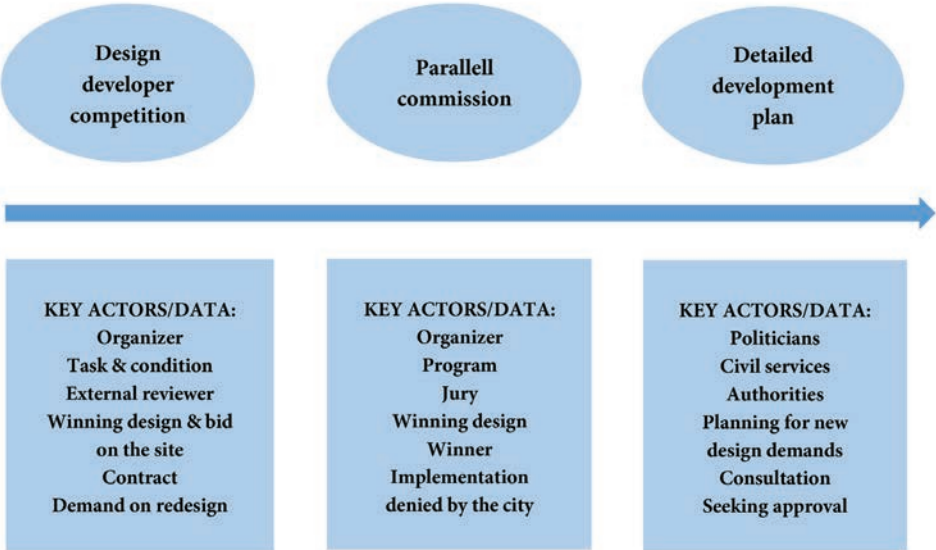 Design
developer
competition
Parallell
commission
Detailed
development
plan
KEY ACTORS/DATA:
Organizer
Task & condition
External reviewer
Winning design & bid
on the site
Contract
Demand on redesign
KEY ACTORS/DATA:
Organizer
Program
Jury
Winning design
Winner
Implementation
denied by the city
KEY ACTORS/DATA:
Politicians
Civil services
Authorities
Planning for new
design demands
Consultation
Seeking approval